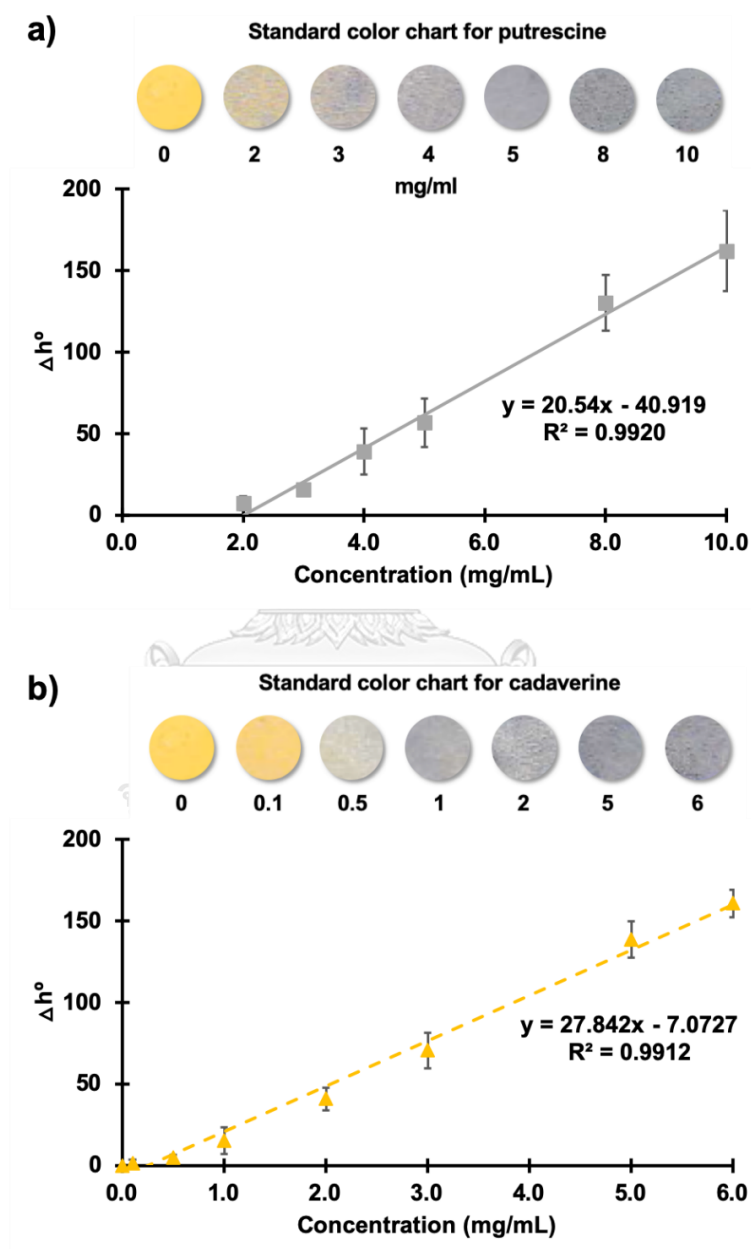 a)
Standard color chart for putrescine
0 2 3 4 5 8 10
mg/ml
200
150
100
50
0
Δhº
y = 20.54x - 40.919
R² = 0.9920
0.0 2.0 4.0 6.0 8.0 10.0
Concentration (mg/mL)
b)
Standard color chart for cadaverine
0 0.1 0.5 1 2 5 6
200
150
100
50
0
Δhº
y = 27.842x - 7.0727
R² = 0.9912
0.0 1.0 2.0 3.0 4.0 5.0 6.0
Concentration (mg/mL)